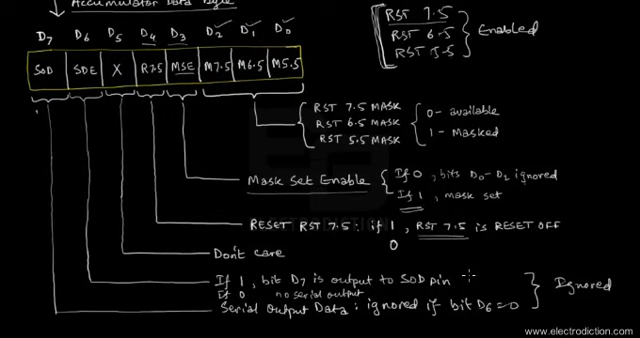 Accumulator Data Byte
D7 D6 D5 D4 D3 D2 D1 D0
SOD SDE X R7.5 MSE M7.5 M6.5 M5.5
RST 7.5
RST 6.5
RST 5.5
Enabled
RST 7.5 MASK
RST 6.5 MASK
RST 5.5 MASK
0- available
1- Masked
Mask Set Enable
If 0, bits D0-D2 ignored
If 1, mask set
RESET RST 7.5: if 1, RST 7.5 is RESET OFF
0
Don't care
If 1, bit D7 is output to SOD pin
If 0 no serial output
Serial Output Data: ignored if bit D6=0
Ignored
ELECTRODICTION
www.electrodiction.com